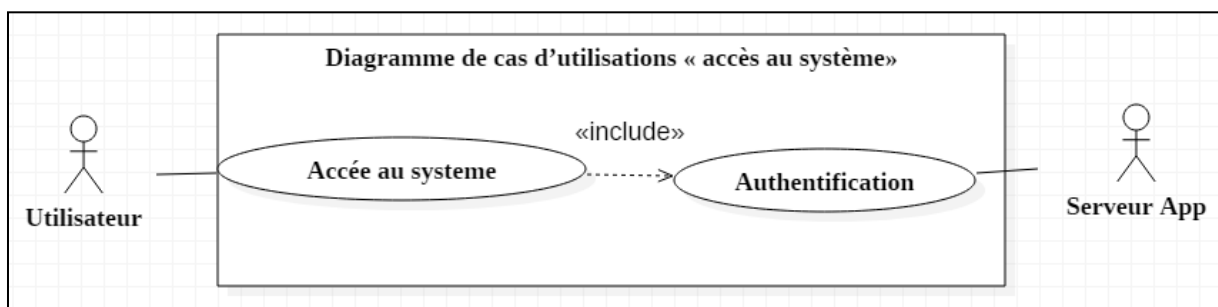 Diagramme de cas d’utilisations « accès au système»
«include»
Accée au systeme
Authentification
Utilisateur
Serveur App